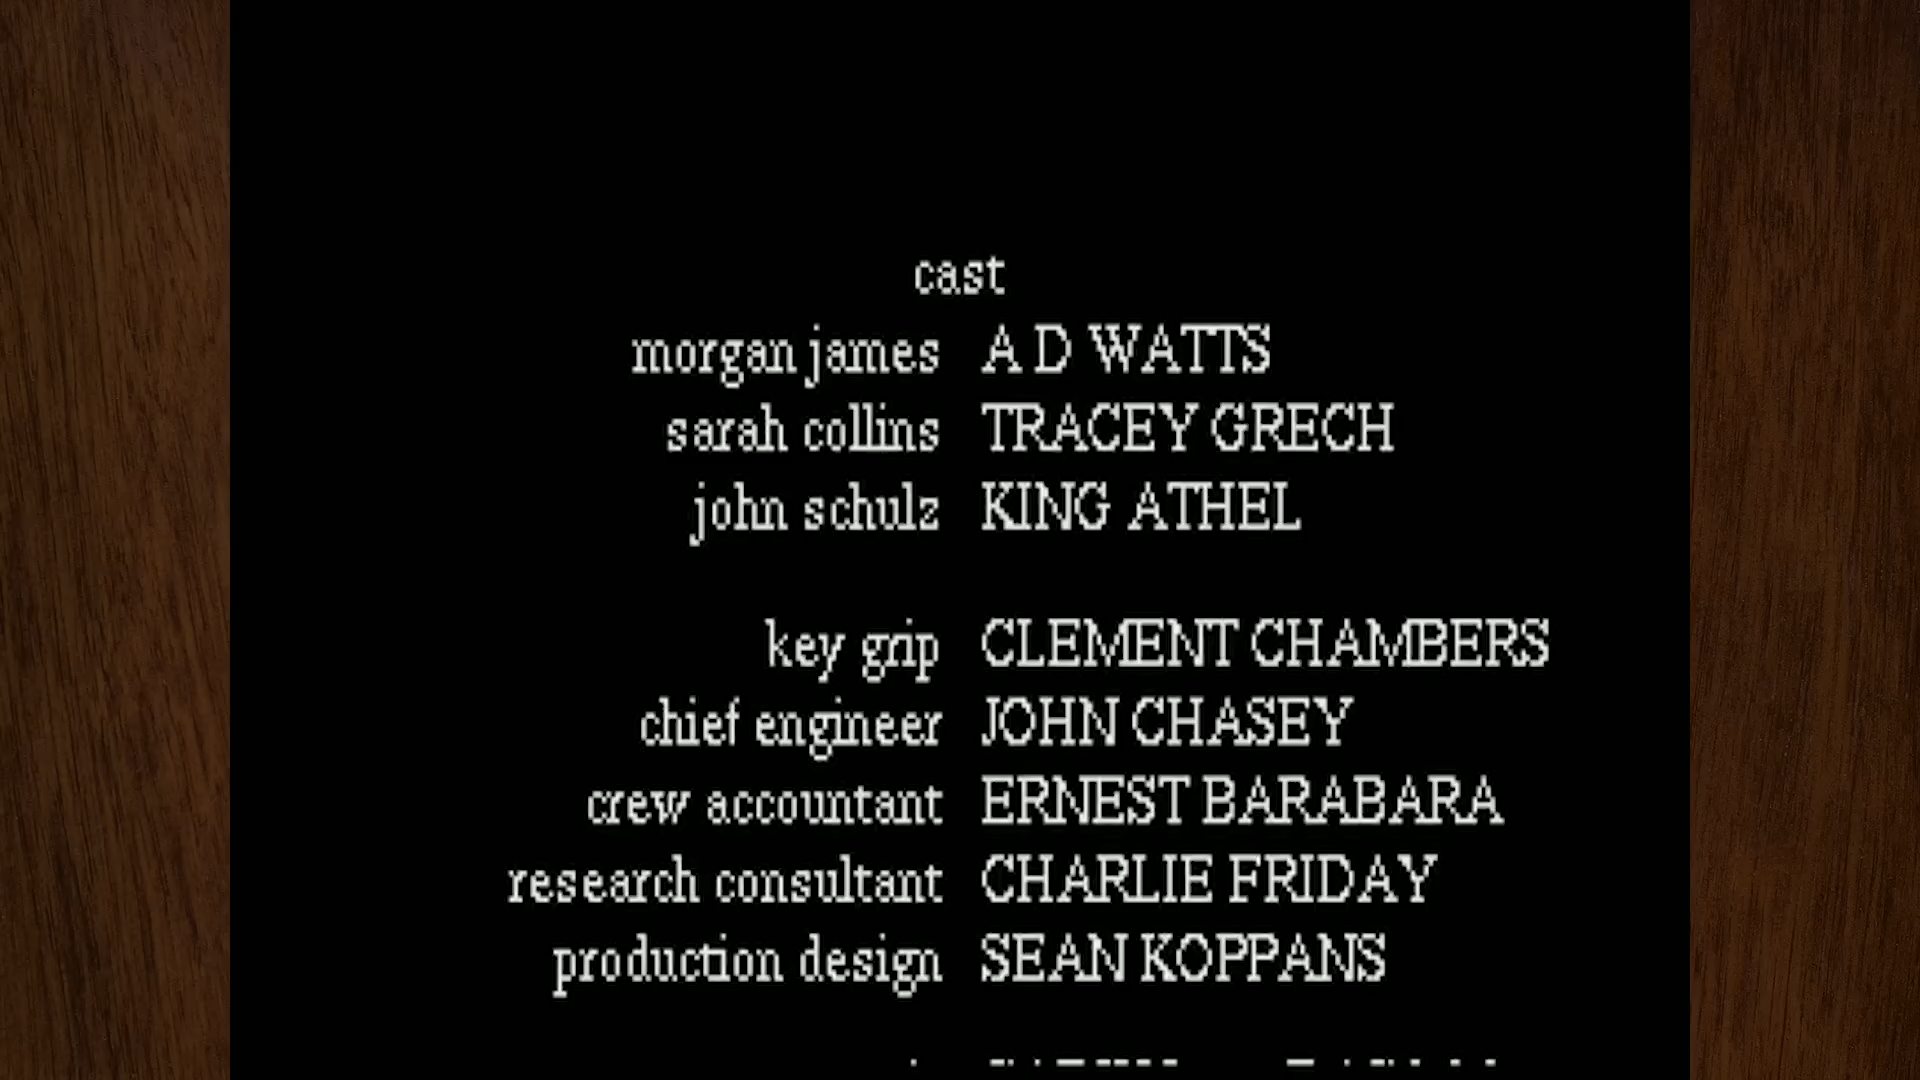 cast
morgan james A D WATTS
sarah collins TRACEY GRECH
john schulz KING ATHEL
key grip CLEMENT CHAMBERS
chief engineer JOHN CHASEY
crew accountant ERNEST BARABARA
research consultant CHARLIE FRIDAY
production design SEAN KOPPANS